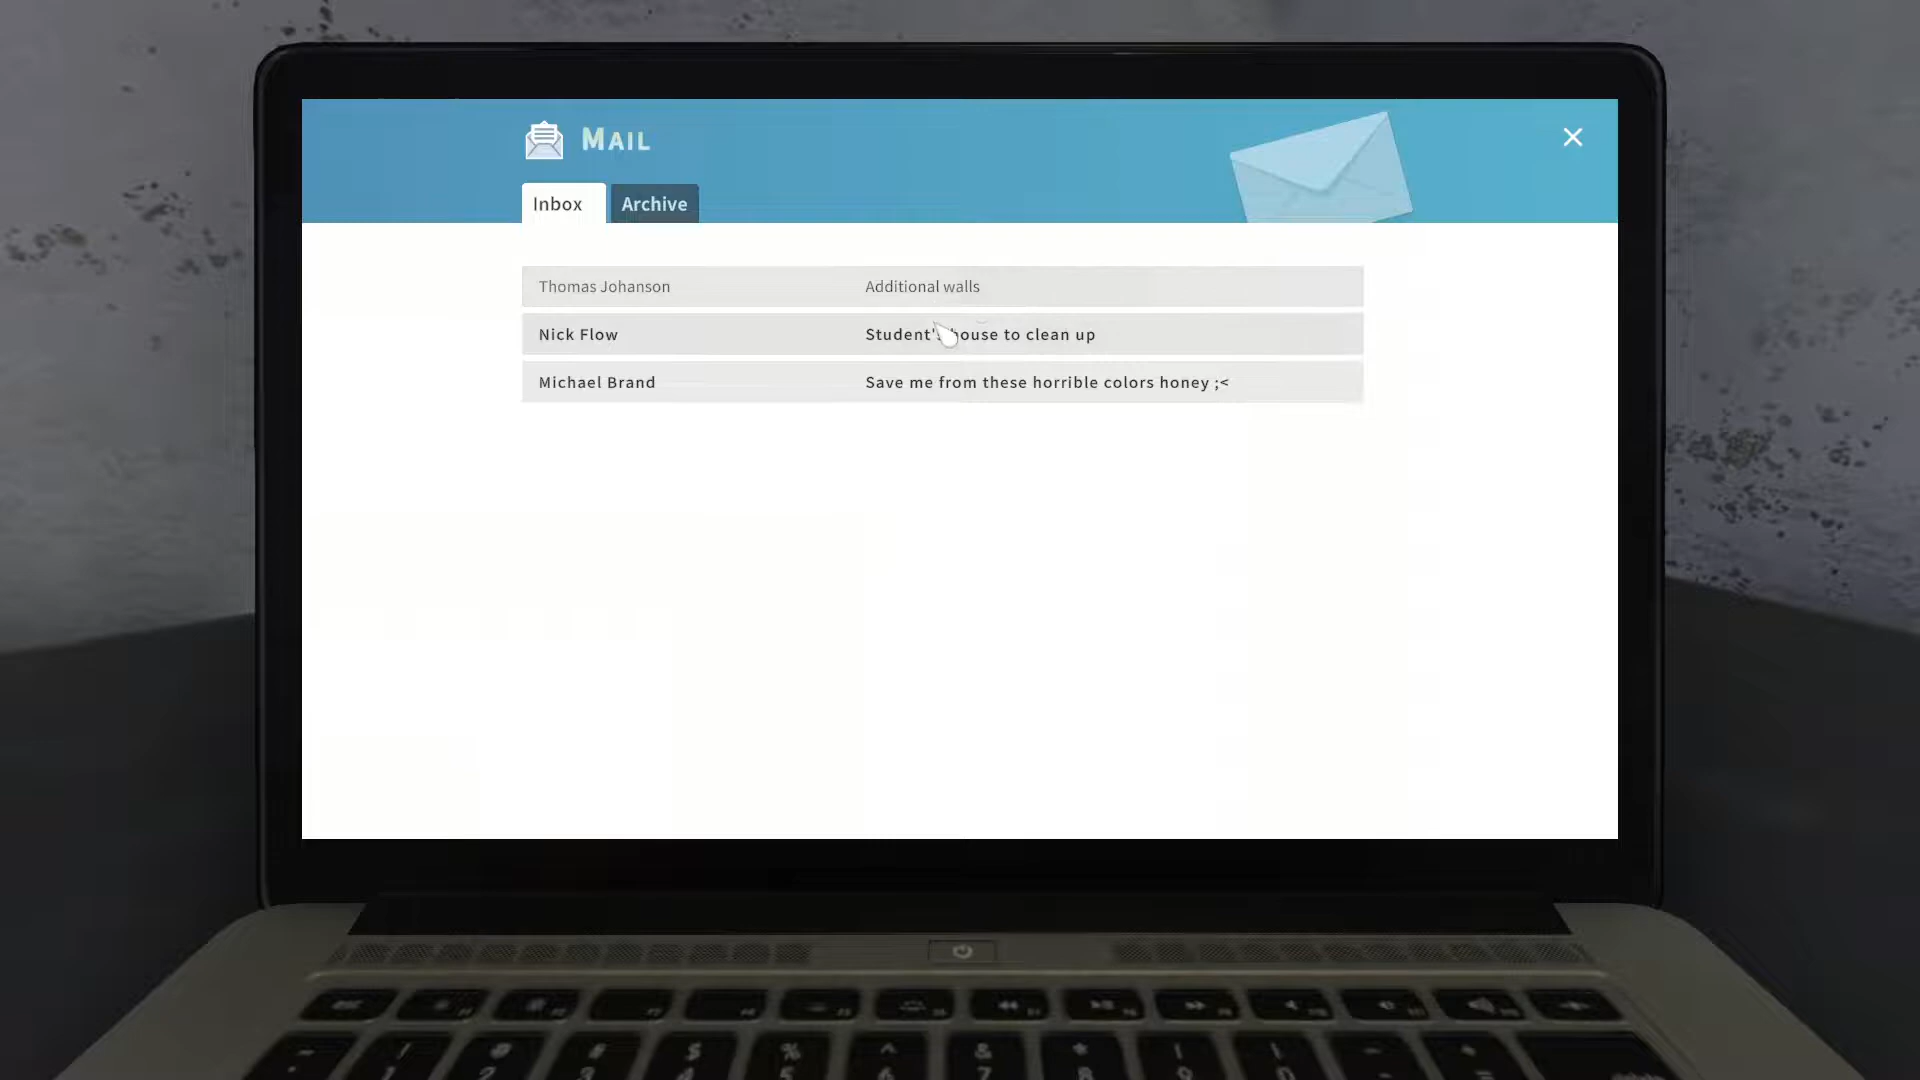 MAIL
Inbox
Archive
Thomas Johanson
Additional walls
Nick Flow
Student's house to clean up
Michael Brand
Save me from these horrible colors honey ;<